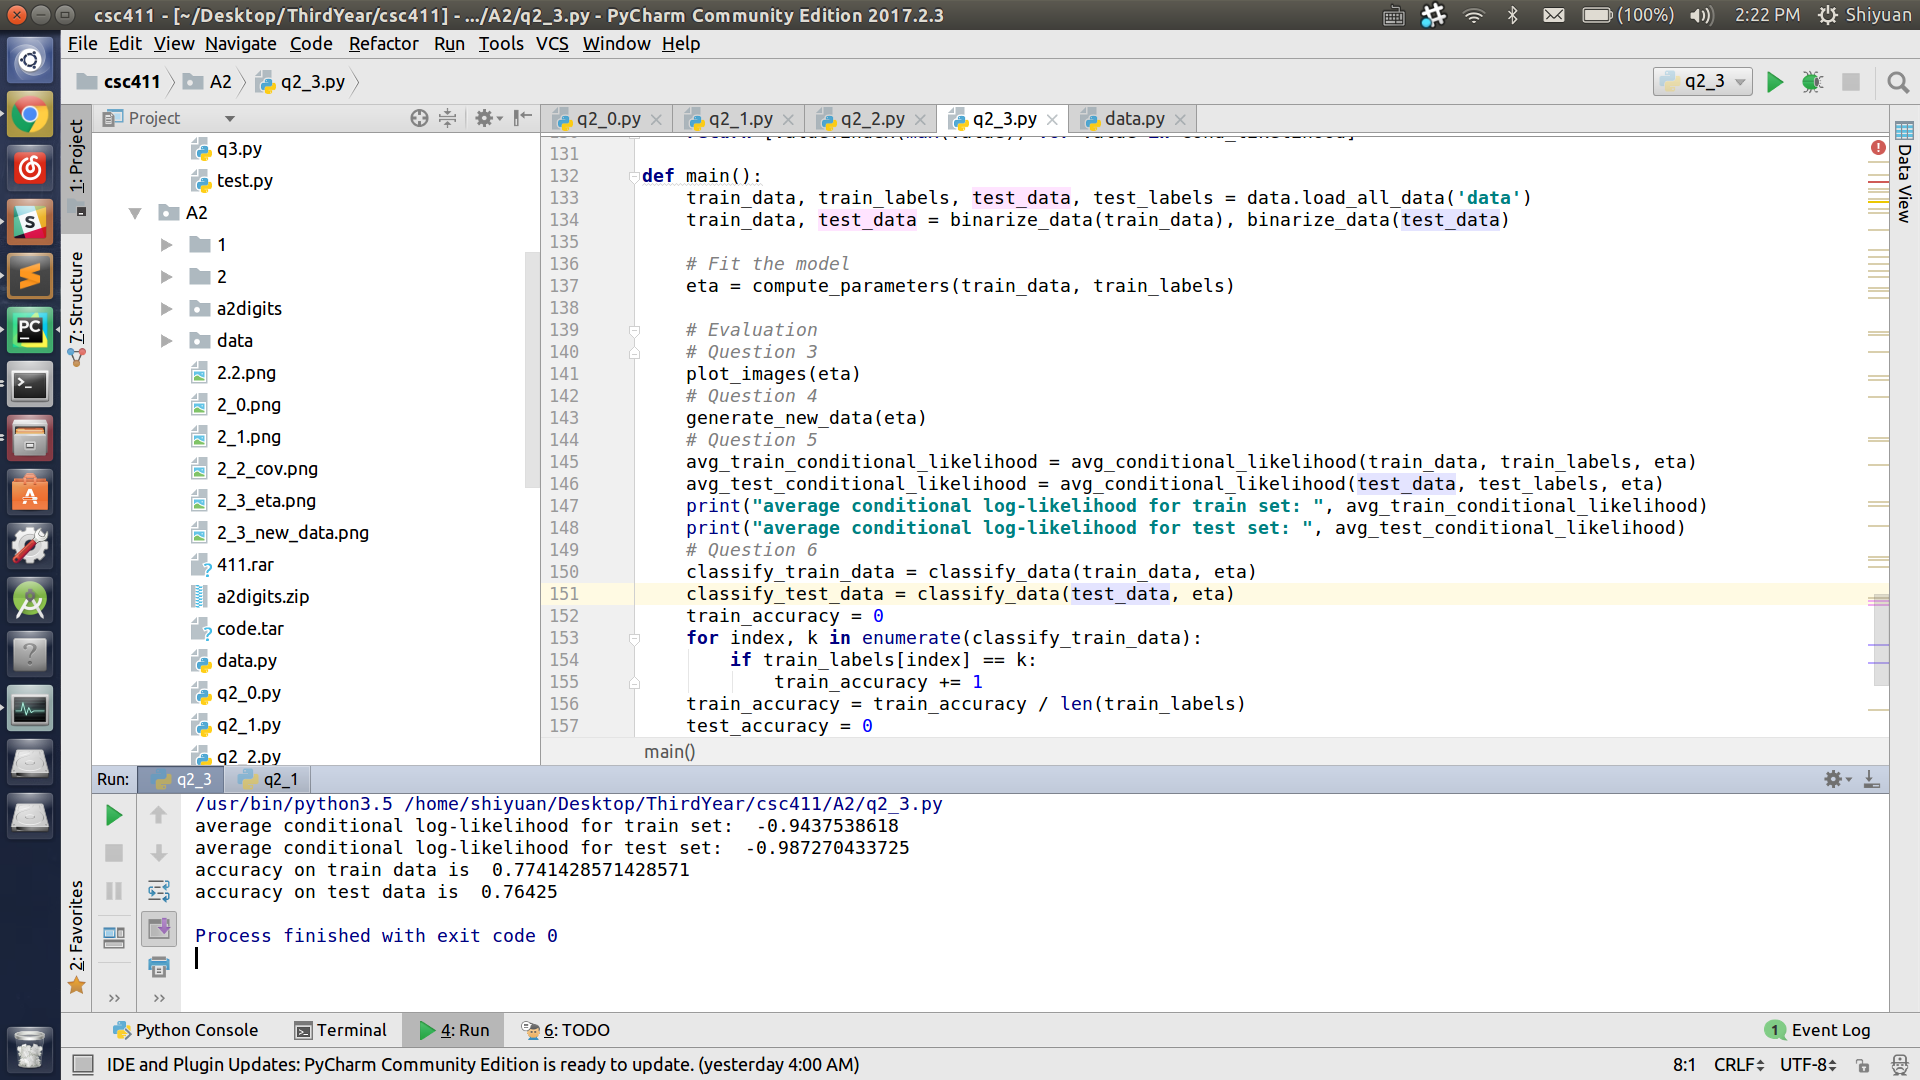 csc411 - [~/Desktop/ThirdYear/csc411] - .../A2/q2_3.py - PyCharm Community Edition 2017.2.3
(100%) 2:22 PM Shiyuan
File Edit View Navigate Code Refactor Run Tools VCS Window Help
csc411 A2 q2_3.py
q2_3
Project
q2_0.py q2_1.py q2_2.py q2_3.py data.py
1: Project
7: Structure
2: Favorites
Data View
q3.py
test.py
A2
1
2
a2digits
data
2.2.png
2_0.png
2_1.png
2_2_cov.png
2_3_eta.png
2_3_new_data.png
411.rar
a2digits.zip
code.tar
data.py
q2_0.py
q2_1.py
q2_2.py
131
132 def main():
133 train_data, train_labels, test_data, test_labels = data.load_all_data('data')
134 train_data, test_data = binarize_data(train_data), binarize_data(test_data)
135
136 # Fit the model
137 eta = compute_parameters(train_data, train_labels)
138
139 # Evaluation
140 # Question 3
141 plot_images(eta)
142 # Question 4
143 generate_new_data(eta)
144 # Question 5
145 avg_train_conditional_likelihood = avg_conditional_likelihood(train_data, train_labels, eta)
146 avg_test_conditional_likelihood = avg_conditional_likelihood(test_data, test_labels, eta)
147 print("average conditional log-likelihood for train set: ", avg_train_conditional_likelihood)
148 print("average conditional log-likelihood for test set: ", avg_test_conditional_likelihood)
149 # Question 6
150 classify_train_data = classify_data(train_data, eta)
151 classify_test_data = classify_data(test_data, eta)
152 train_accuracy = 0
153 for index, k in enumerate(classify_train_data):
154 if train_labels[index] == k:
155 train_accuracy += 1
156 train_accuracy = train_accuracy / len(train_labels)
157 test_accuracy = 0
main()
Run: q2_3 q2_1
/usr/bin/python3.5 /home/shiyuan/Desktop/ThirdYear/csc411/A2/q2_3.py
average conditional log-likelihood for train set:  -0.9437538618
average conditional log-likelihood for test set:  -0.987270433725
accuracy on train data is  0.7741428571428571
accuracy on test data is  0.76425
Process finished with exit code 0
Python Console Terminal 4: Run 6: TODO 1 Event Log
IDE and Plugin Updates: PyCharm Community Edition is ready to update. (yesterday 4:00 AM) 8:1 CRLF UTF-8